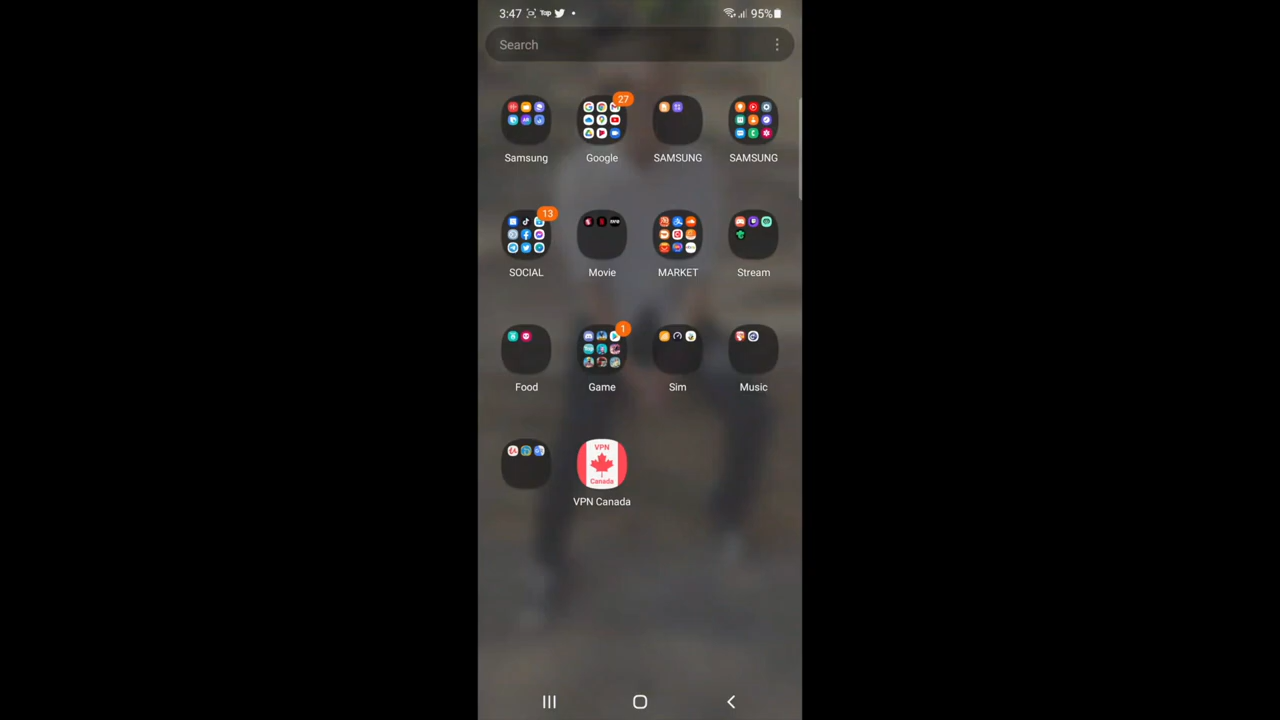 3:47 Top 95%
Search
27
Samsung Google SAMSUNG SAMSUNG
13
SOCIAL Movie MARKET Stream
1
Food Game Sim Music
VPN
Canada
VPN Canada